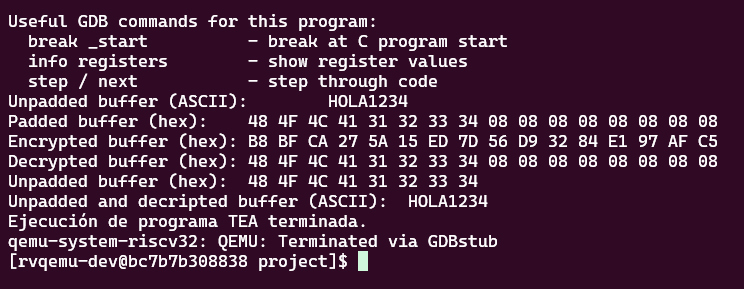 Useful GDB commands for this program:
  break _start          - break at C program start
  info registers        - show register values
  step / next           - step through code
Unpadded buffer (ASCII):        HOLA1234
Padded buffer (hex):    48 4F 4C 41 31 32 33 34 08 08 08 08 08 08 08 08
Encrypted buffer (hex): B8 BF CA 27 5A 15 ED 7D 56 D9 32 84 E1 97 AF C5
Decrypted buffer (hex): 48 4F 4C 41 31 32 33 34 08 08 08 08 08 08 08 08
Unpadded buffer (hex):  48 4F 4C 41 31 32 33 34
Unpadded and decripted buffer (ASCII):  HOLA1234
Ejecución de programa TEA terminada.
qemu-system-riscv32: QEMU: Terminated via GDBstub
[rvqemu-dev@bc7b7b308838 project]$